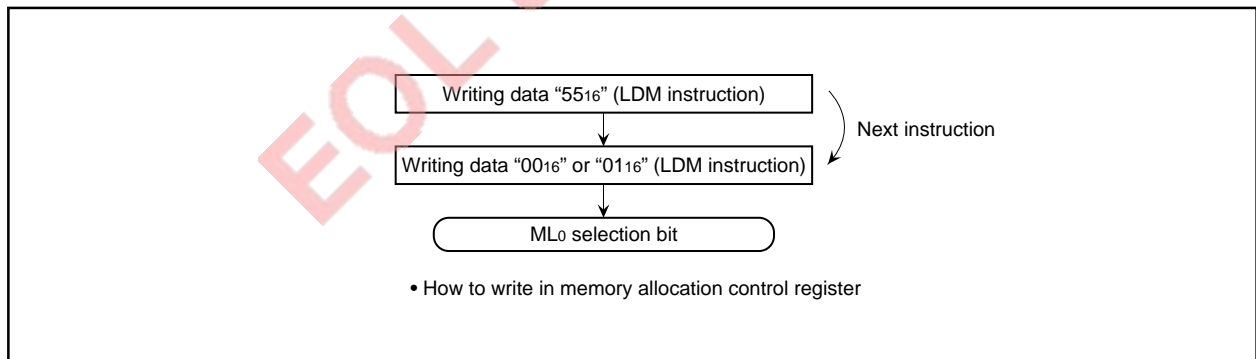 EOL
Writing data “5516” (LDM instruction)
Next instruction
Writing data “0016” or “0116” (LDM instruction)
ML0 selection bit
• How to write in memory allocation control register